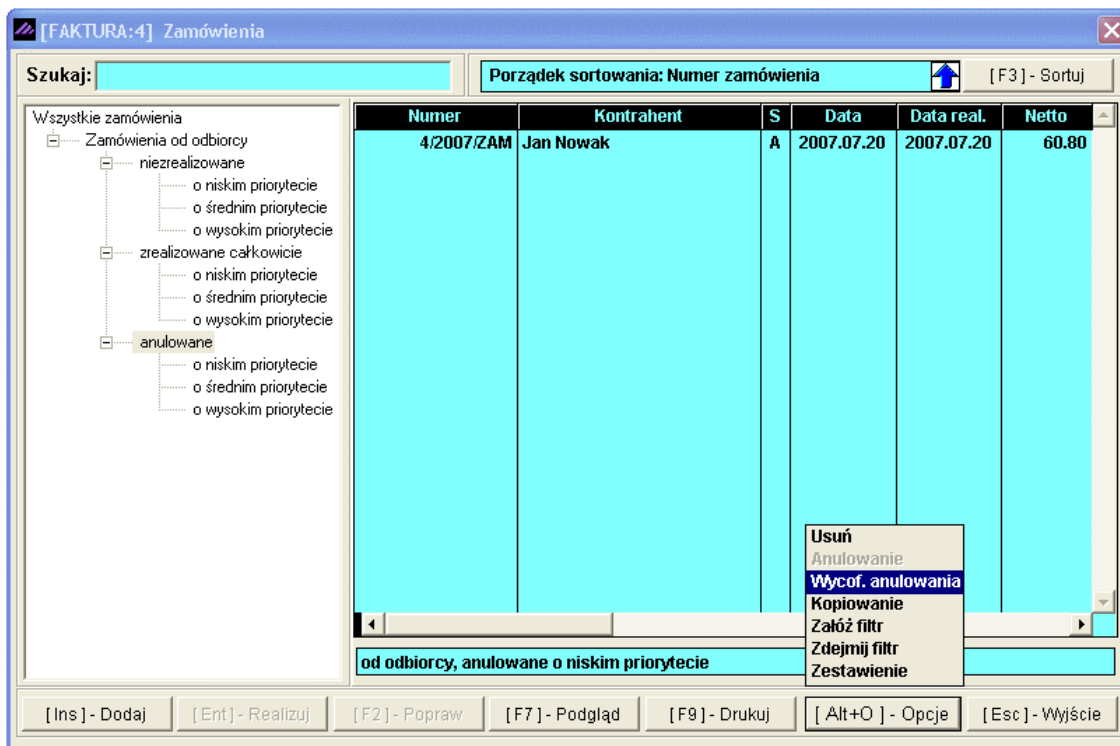 [FAKTURA:4] Zamówienia
Szukaj:
Porządek sortowania: Numer zamówienia
[F3] - Sortuj
Wszystkie zamówienia
Zamówienia od odbiorcy
niezrealizowane
o niskim priorytecie
o średnim priorytecie
o wysokim priorytecie
zrealizowane całkowicie
o niskim priorytecie
o średnim priorytecie
o wysokim priorytecie
anulowane
o niskim priorytecie
o średnim priorytecie
o wysokim priorytecie
Numer Kontrahent S Data Data real. Netto
4/2007/ZAM Jan Nowak A 2007.07.20 2007.07.20 60.80
Usuń
Anulowanie
Wycof. anulowania
Kopiowanie
Załóż filtr
Zdejmij filtr
Zestawienie
od odbiorcy, anulowane o niskim priorytecie
[Ins] - Dodaj [Ent] - Realizuj [F2] - Popraw [F7] - Podgląd [F9] - Drukuj [Alt+O] - Opcje [Esc] - Wyjście